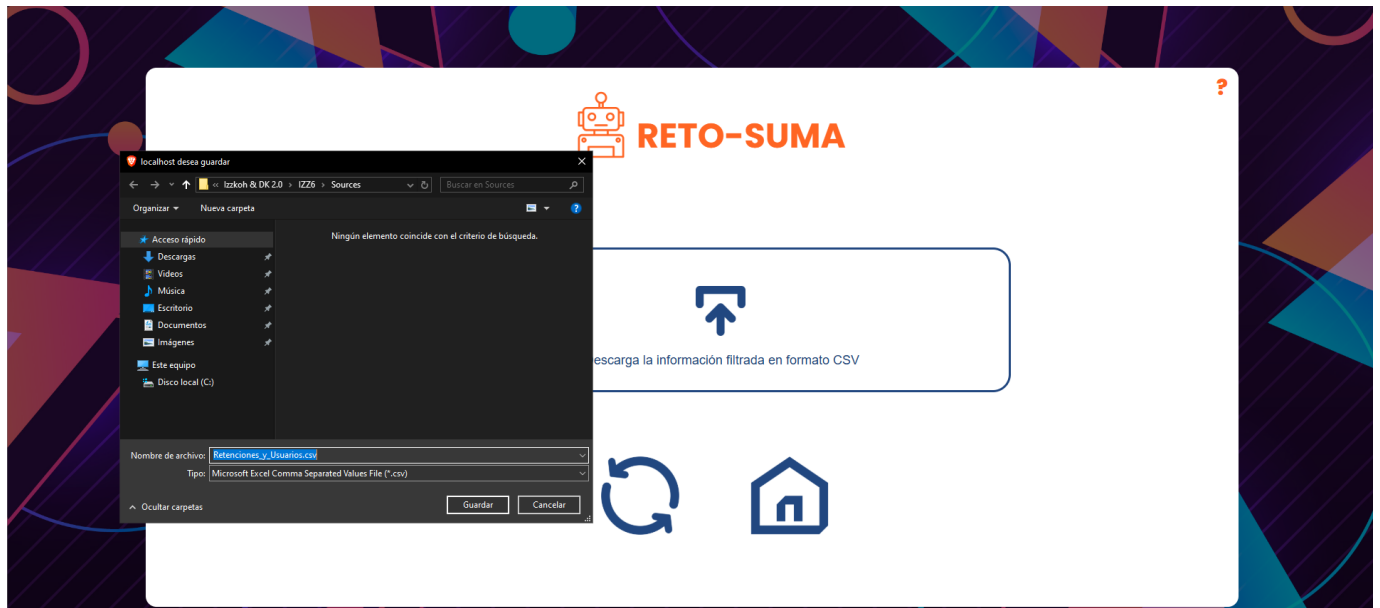 ?
RETO-SUMA
localhost desea guardar
« Izzkoh & DK 2.0 › IZZ6 › Sources
Buscar en Sources
Organizar
Nueva carpeta
?
Acceso rápido
Descargas
Videos
Música
Escritorio
Documentos
Imágenes
Este equipo
Disco local (C:)
Ningún elemento coincide con el criterio de búsqueda.
escarga la información filtrada en formato CSV
Nombre de archivo: Retenciones_y_Usuarios.csv
Tipo: Microsoft Excel Comma Separated Values File (*.csv)
Ocultar carpetas
Guardar
Cancelar